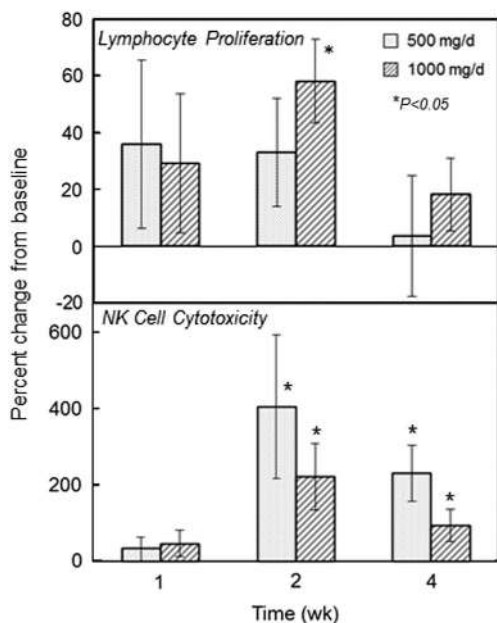 80
Lymphocyte Proliferation
500 mg/d
1000 mg/d
60
*
*P<0.05
40
20
0
-20
Percent change from baseline
NK Cell Cytotoxicity
600
400
*
*
*
200
*
0
1
2
4
Time (wk)